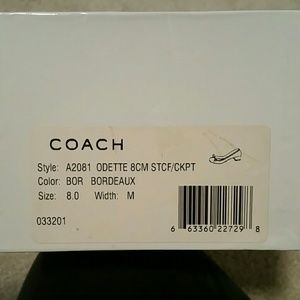 COACH
Style: A2081 ODETTE 8CM STCF/CKPT
Color: BOR BORDEAUX
Size: 8.0 Width: M
033201
6 63360 22729 8